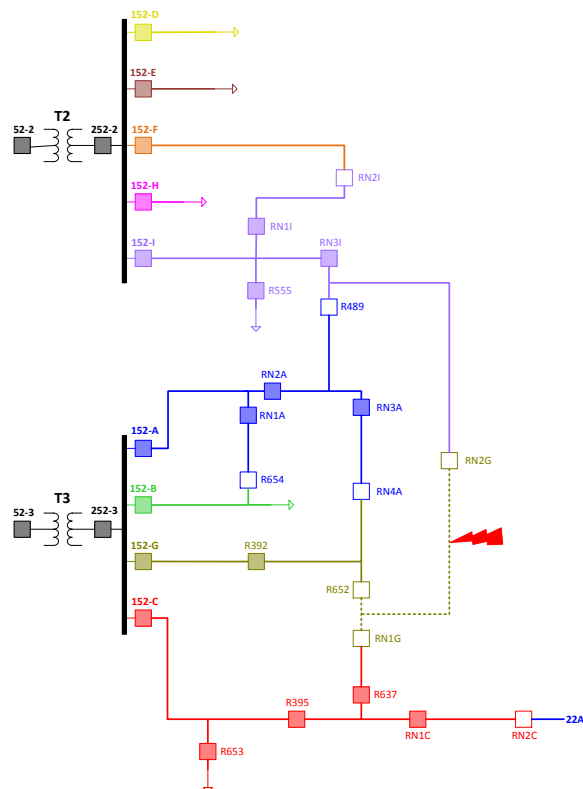 152-D
152-E
T2
52-2
252-2
152-F
RN2I
152-H
RN1I
152-I
RN3I
R555
R489
RN2A
RN3A
RN1A
152-A
RN2G
R654
RN4A
152-B
T3
52-3
252-3
152-G
R392
R652
RN1G
152-C
R637
R395
22A
RN1C
RN2C
R653